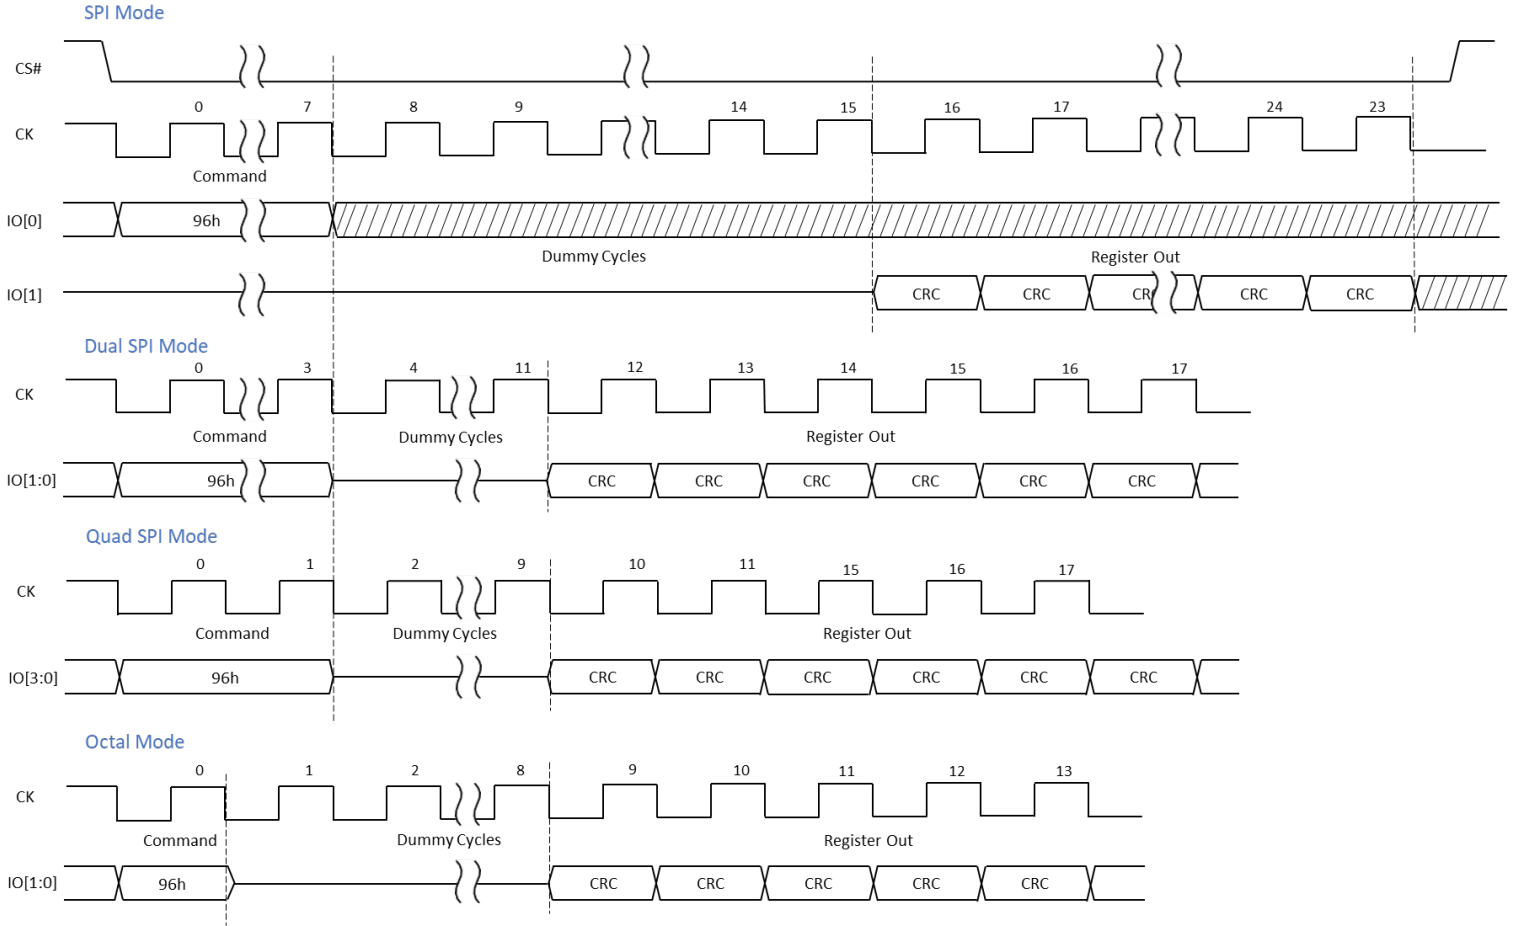 SPI Mode
CS#
0 7 8 9 14 15 16 17 24 23
CK
Command
IO[0] 96h
Dummy Cycles Register Out
IO[1] CRC CRC CR CRC CRC
Dual SPI Mode
0 3 4 11 12 13 14 15 16 17
CK
Command Dummy Cycles Register Out
IO[1:0] 96h CRC CRC CRC CRC CRC CRC
Quad SPI Mode
0 1 2 9 10 11 15 16 17
CK
Command Dummy Cycles Register Out
IO[3:0] 96h CRC CRC CRC CRC CRC CRC
Octal Mode
0 1 2 8 9 10 11 12 13
CK
Command Dummy Cycles Register Out
IO[1:0] 96h CRC CRC CRC CRC CRC